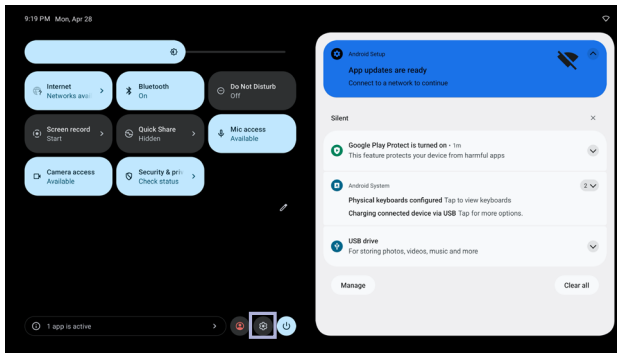 9:19 PM Mon, Apr 28
Internet
Networks avai
Bluetooth
On
Do Not Disturb
Off
Screen record
Start
Quick Share
Hidden
Mic access
Available
Camera access
Available
Security & priv
Check status
1 app is active
Android Setup
App updates are ready
Connect to a network to continue
Silent
Google Play Protect is turned on • 1m
This feature protects your device from harmful apps
Android System
2
Physical keyboards configured Tap to view keyboards
Charging connected device via USB Tap for more options.
USB drive
For storing photos, videos, music and more
Manage
Clear all